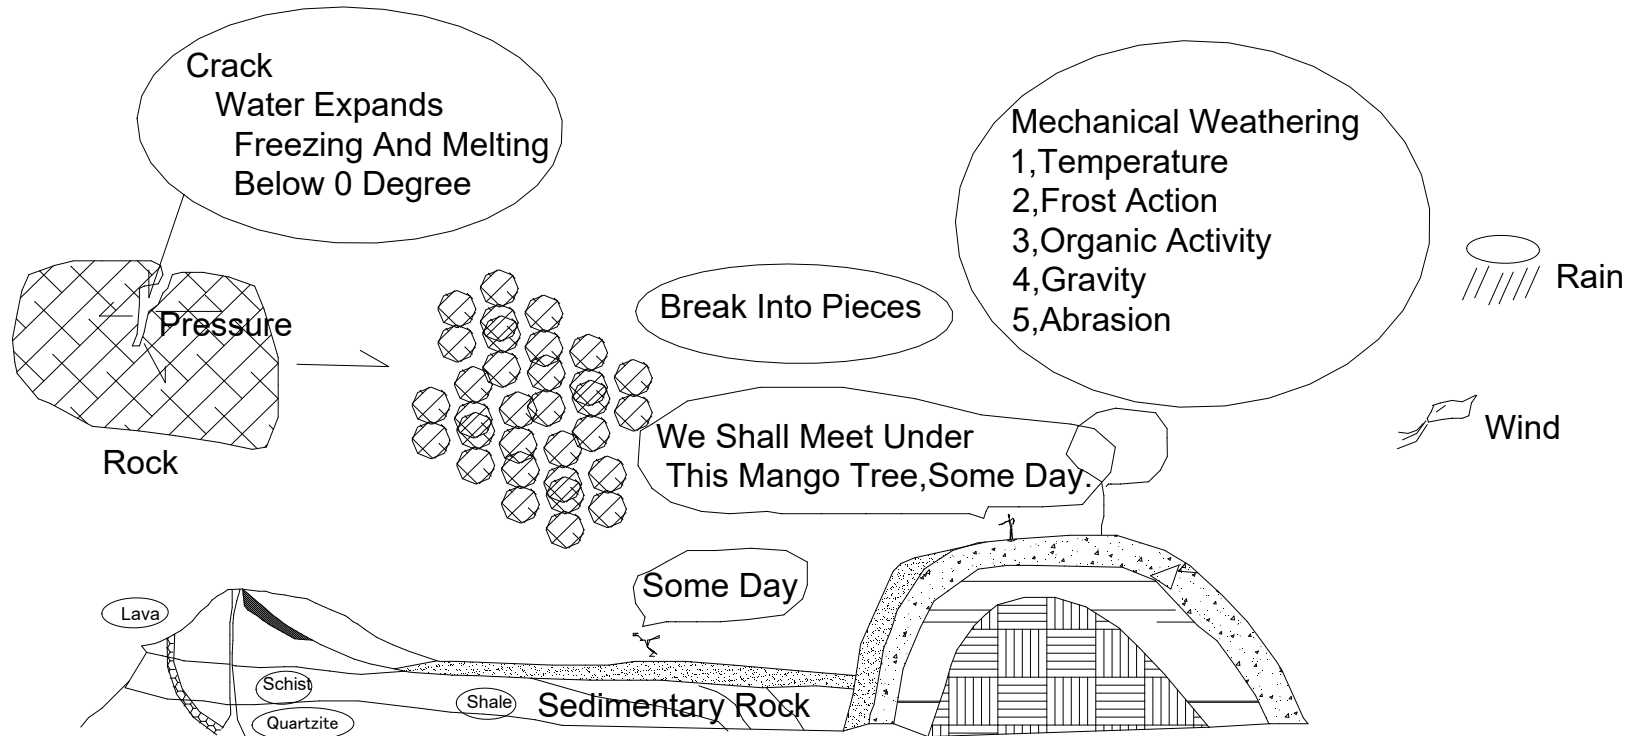 Crack
Water Expands
Freezing And Melting
Below 0 Degree
Pressure
Rock
Break Into Pieces
Mechanical Weathering
1,Temperature
2,Frost Action
3,Organic Activity
4,Gravity
5,Abrasion
Rain
Wind
We Shall Meet Under
This Mango Tree,Some Day.
Some Day
Lava
Schist
Quartzite
Shale
Sedimentary Rock